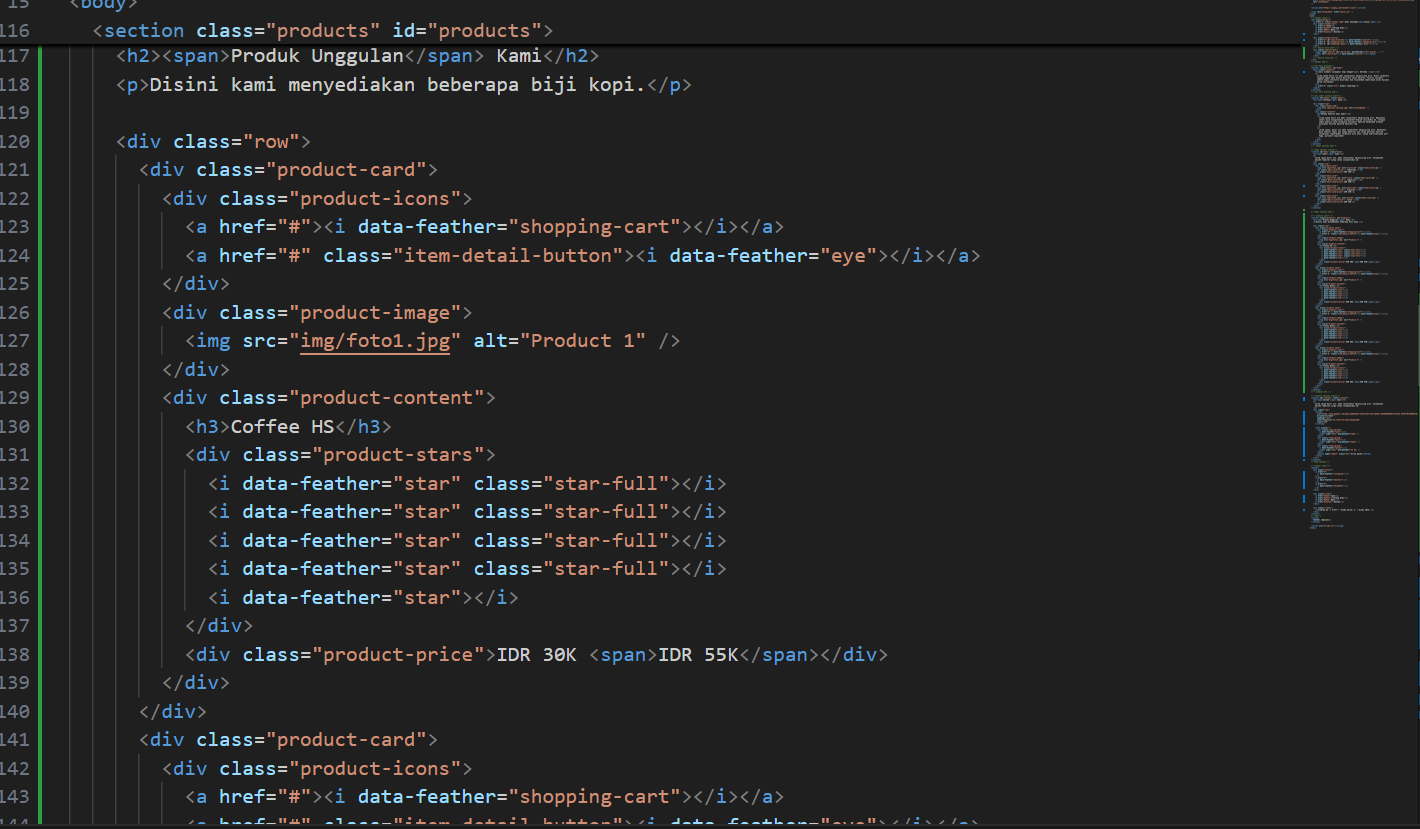 15 <body>
116 <section class="products" id="products">
117 <h2><span>Produk Unggulan</span> Kami</h2>
118 <p>Disini kami menyediakan beberapa biji kopi.</p>
119
120 <div class="row">
121 <div class="product-card">
122 <div class="product-icons">
123 <a href="#"><i data-feather="shopping-cart"></i></a>
124 <a href="#" class="item-detail-button"><i data-feather="eye"></i></a>
125 </div>
126 <div class="product-image">
127 <img src="img/foto1.jpg" alt="Product 1" />
128 </div>
129 <div class="product-content">
130 <h3>Coffee HS</h3>
131 <div class="product-stars">
132 <i data-feather="star" class="star-full"></i>
133 <i data-feather="star" class="star-full"></i>
134 <i data-feather="star" class="star-full"></i>
135 <i data-feather="star" class="star-full"></i>
136 <i data-feather="star"></i>
137 </div>
138 <div class="product-price">IDR 30K <span>IDR 55K</span></div>
139 </div>
140 </div>
141 <div class="product-card">
142 <div class="product-icons">
143 <a href="#"><i data-feather="shopping-cart"></i></a>
144 <a href="#" class="item-detail-button"><i data-feather="eye"></i></a>